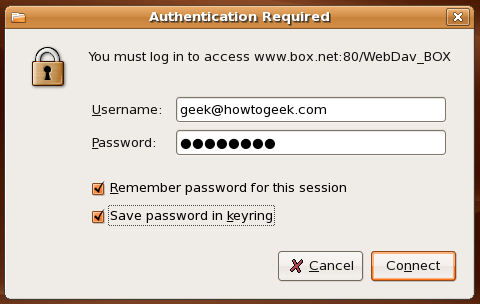 Authentication Required
You must log in to access www.box.net:80/WebDav_BOX
Username: geek@howtogeek.com
Password: ●●●●●●●●
Remember password for this session
Save password in keyring
Cancel Connect